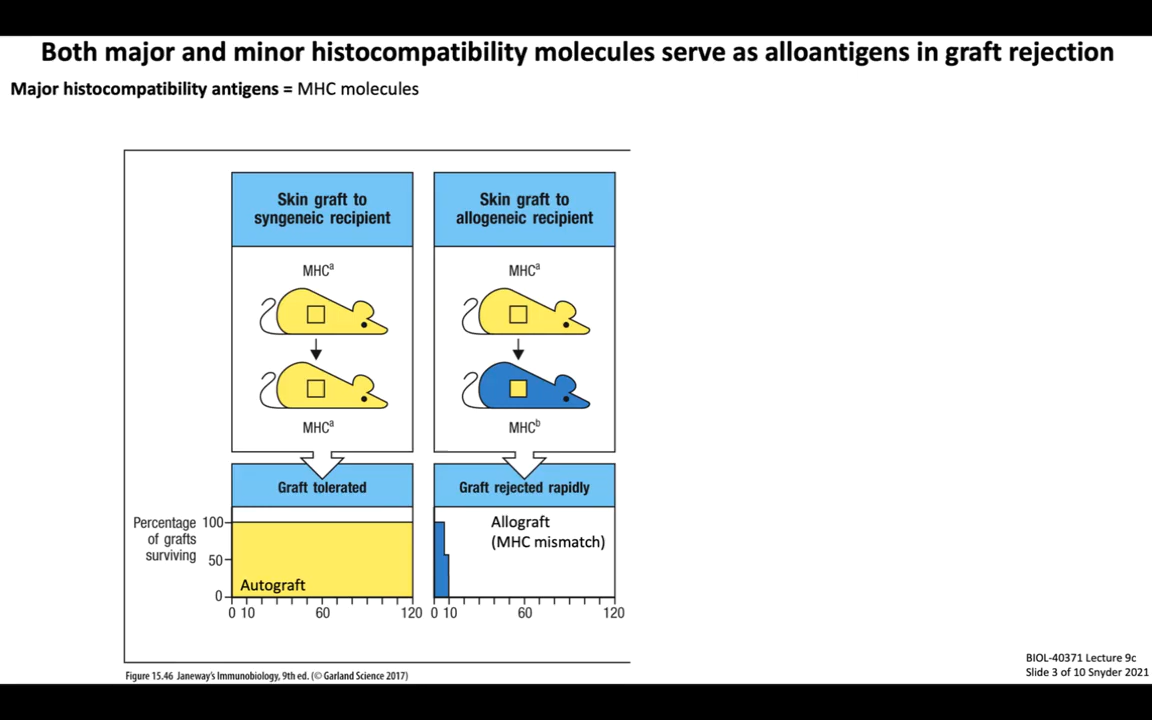 Both major and minor histocompatibility molecules serve as alloantigens in graft rejection
Major histocompatibility antigens = MHC molecules
Skin graft to
syngeneic recipient
Skin graft to
allogeneic recipient
MHCᵃ
MHCᵃ
MHCᵃ
MHCᵇ
Graft tolerated
Graft rejected rapidly
Percentage
of grafts
surviving
100
50
0
Autograft
Allograft
(MHC mismatch)
0 10 60 120
0 10 60 120
Figure 15.46 Janeway's Immunobiology, 9th ed. (© Garland Science 2017)
BIOL-40371 Lecture 9c
Slide 3 of 10 Snyder 2021